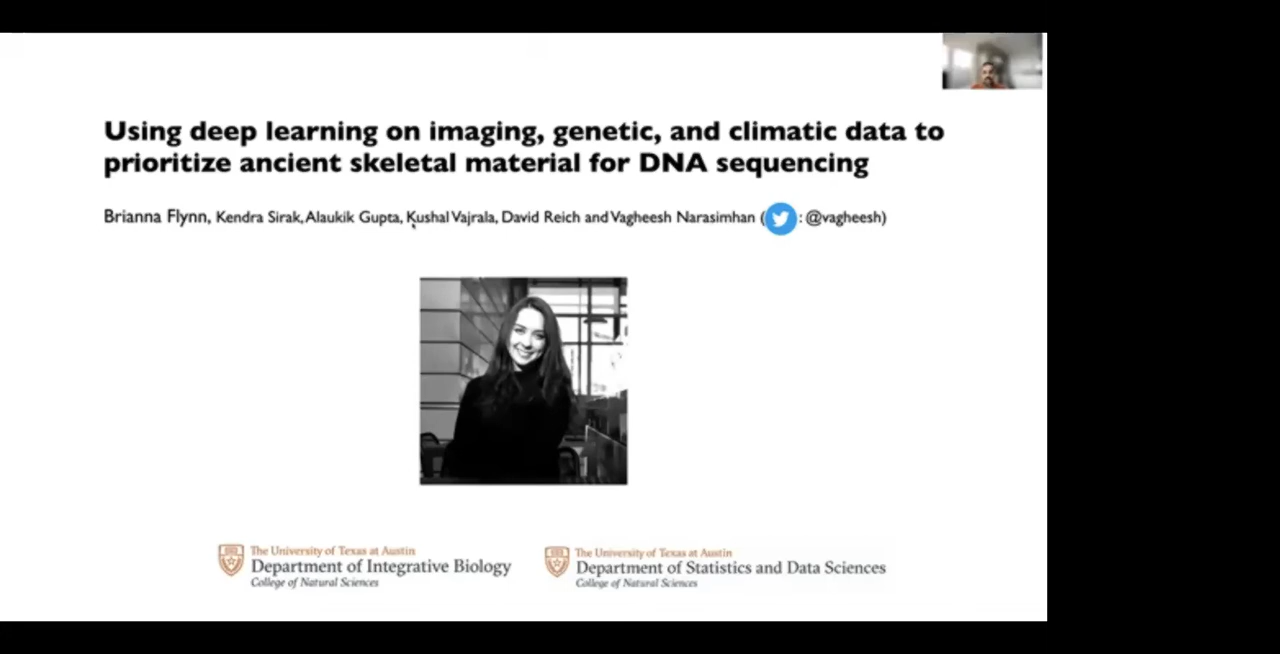 Using deep learning on imaging, genetic, and climatic data to
prioritize ancient skeletal material for DNA sequencing
Brianna Flynn, Kendra Sirak, Alaukik Gupta, Kushal Vajrala, David Reich and Vagheesh Narasimhan ( : @vagheesh)
The University of Texas at Austin
Department of Integrative Biology
College of Natural Sciences
The University of Texas at Austin
Department of Statistics and Data Sciences
College of Natural Sciences